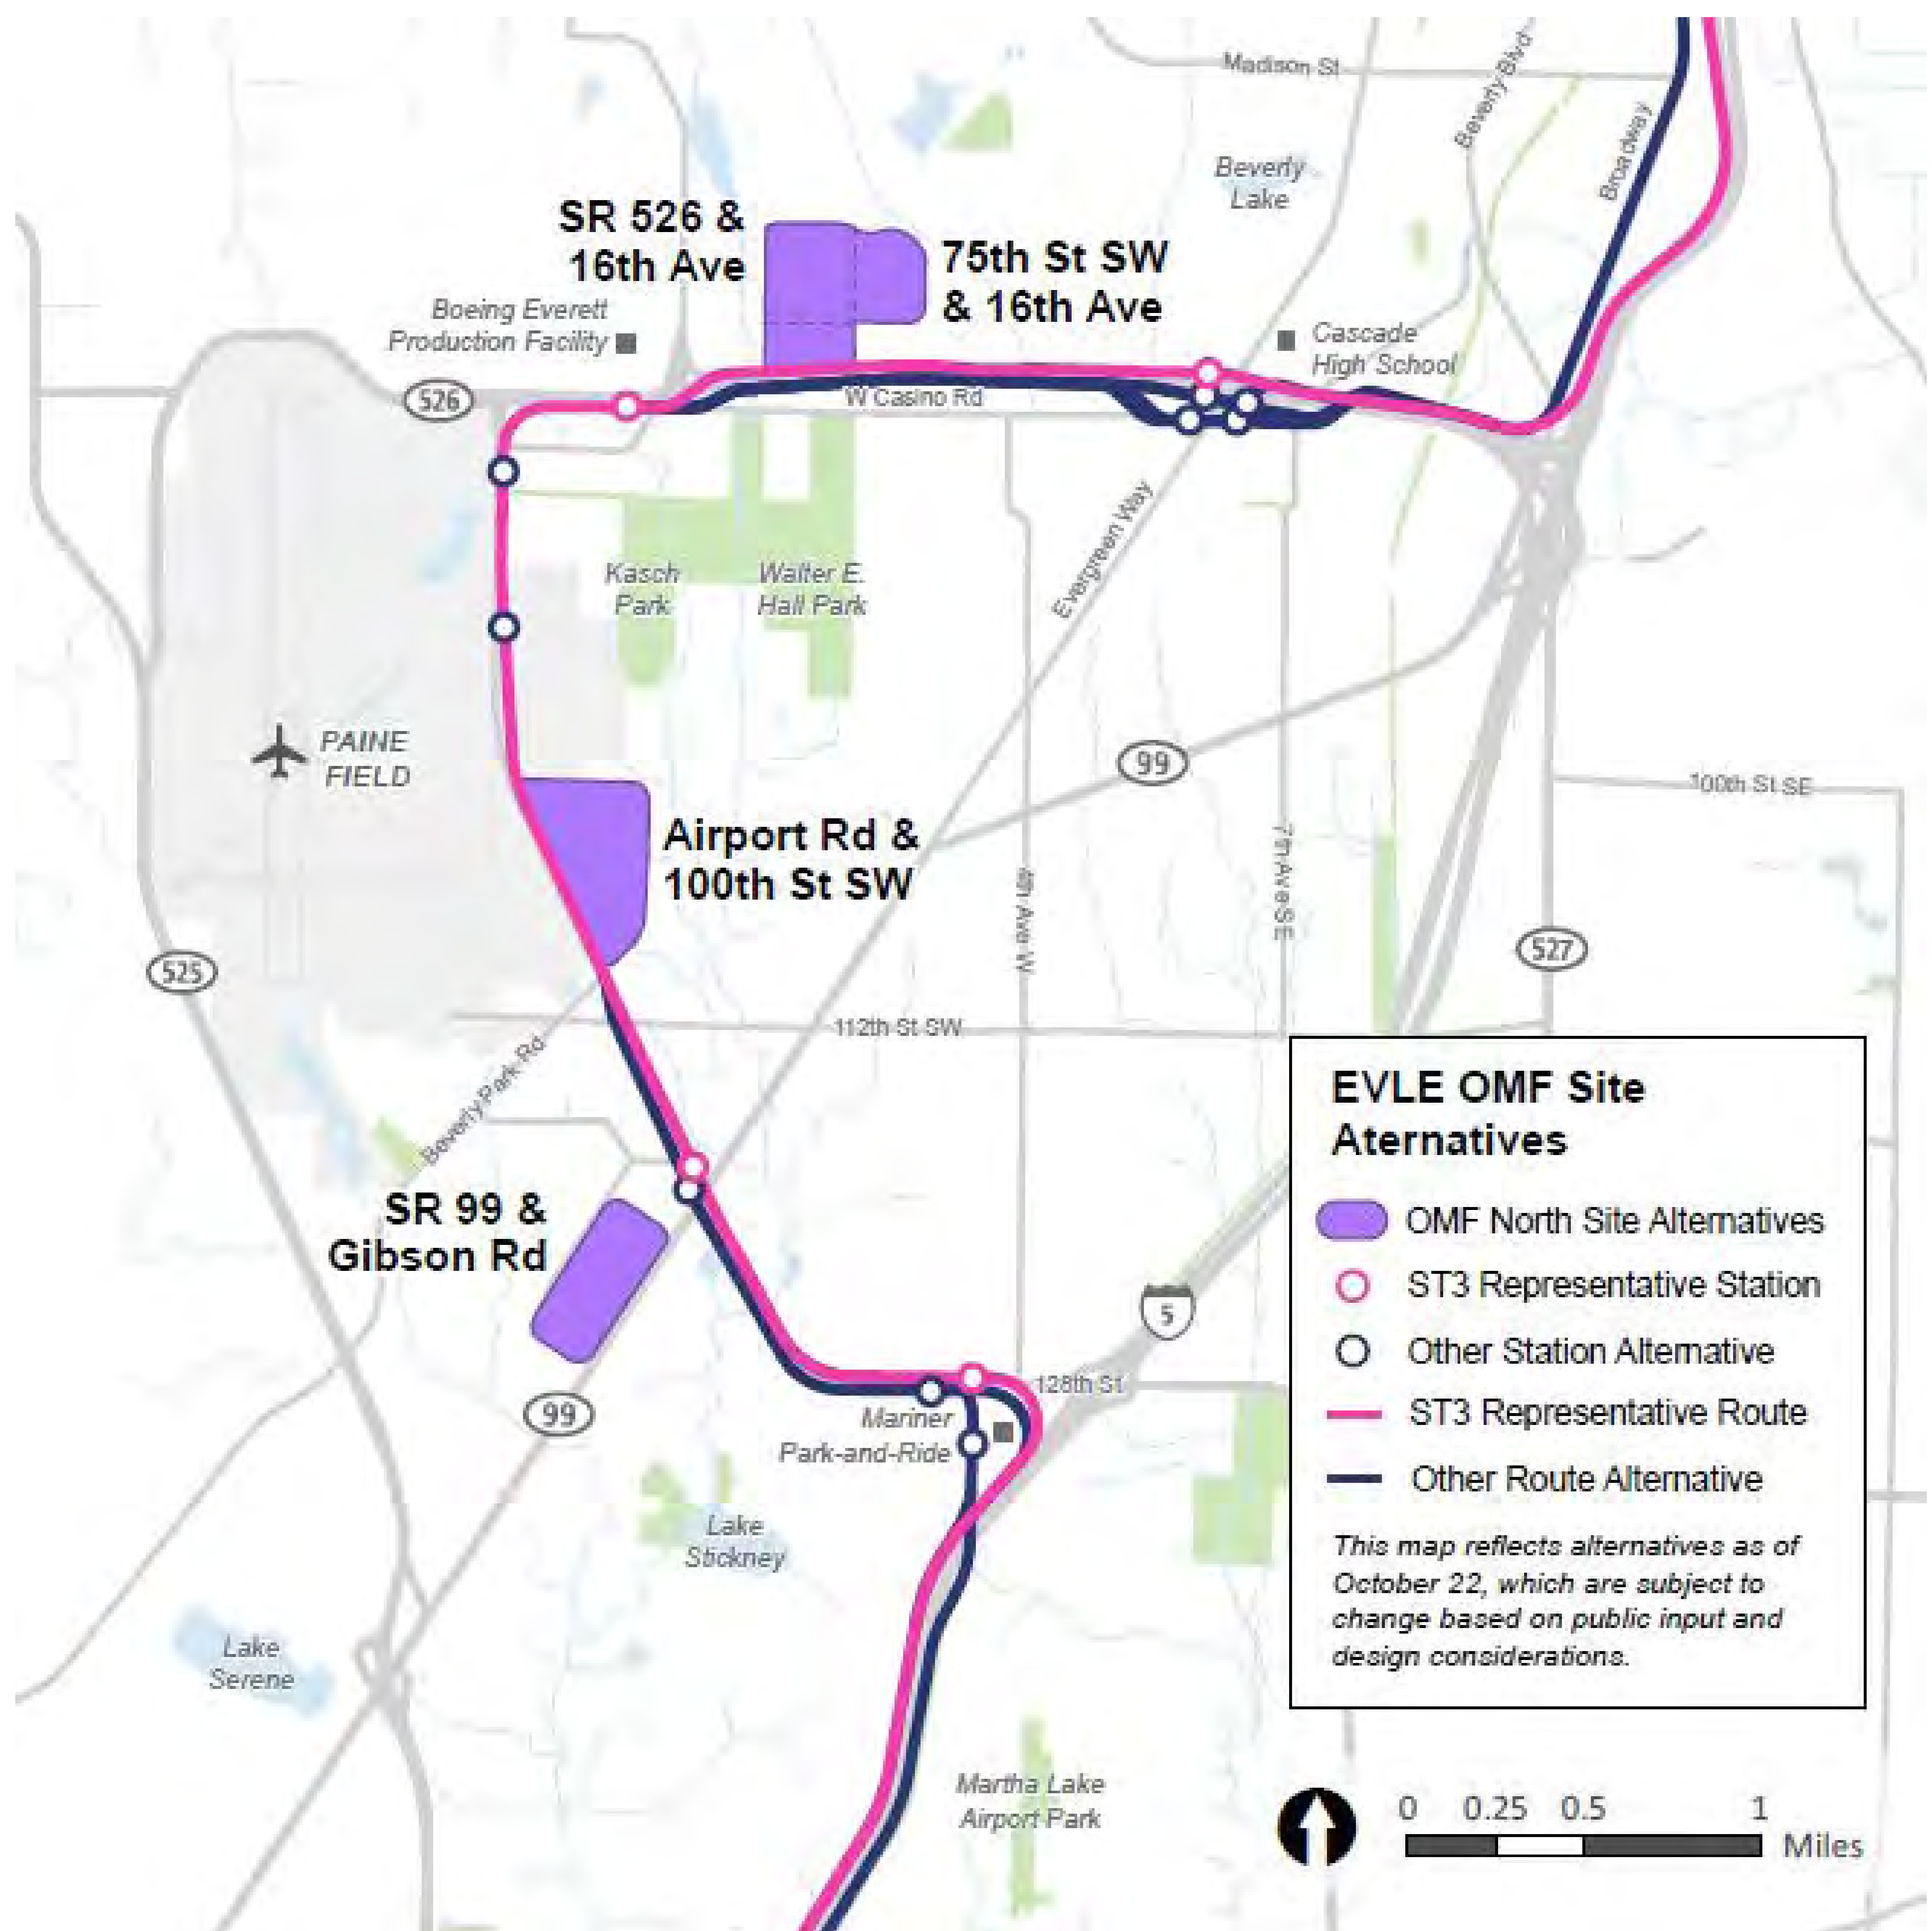 Madison St
Beverly Blvd
Broadway
Beverly
Lake
SR 526 &
16th Ave
75th St SW
& 16th Ave
Boeing Everett
Production Facility
Cascade
High School
526
W Casino Rd
Evergreen Way
Kasch
Park
Walter E.
Hall Park
PAINE
FIELD
99
100th St SE
Airport Rd &
100th St SW
4th Ave W
7th Ave SE
525
527
112th St SW
Beverly Park Rd
SR 99 &
Gibson Rd
5
99
128th St
Mariner
Park-and-Ride
Lake
Stickney
Lake
Serene
Martha Lake
Airport Park
EVLE OMF Site
Aternatives
OMF North Site Alternatives
ST3 Representative Station
Other Station Alternative
ST3 Representative Route
Other Route Alternative
This map reflects alternatives as of
October 22, which are subject to
change based on public input and
design considerations.
0 0.25 0.5 1
Miles